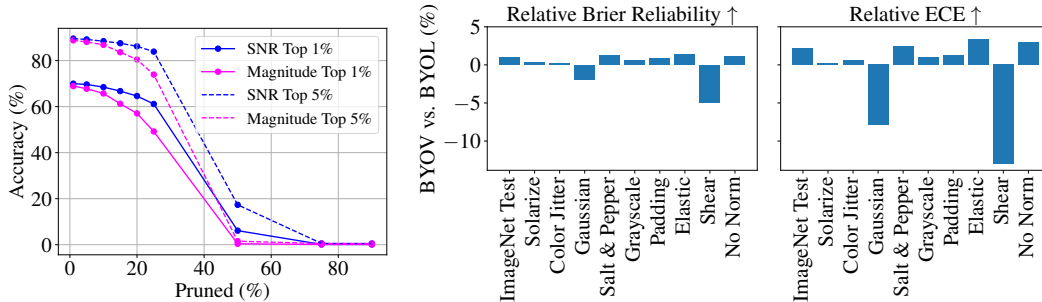 Accuracy (%)
80
60
40
20
0
0
20
40
60
80
Pruned (%)
SNR Top 1%
Magnitude Top 1%
SNR Top 5%
Magnitude Top 5%
Relative Brier Reliability ↑
BYOV vs. BYOL (%)
5
0
−5
−10
ImageNet Test
Solarize
Color Jitter
Gaussian
Salt & Pepper
Grayscale
Padding
Elastic
Shear
No Norm
Relative ECE ↑
ImageNet Test
Solarize
Color Jitter
Gaussian
Salt & Pepper
Grayscale
Padding
Elastic
Shear
No Norm